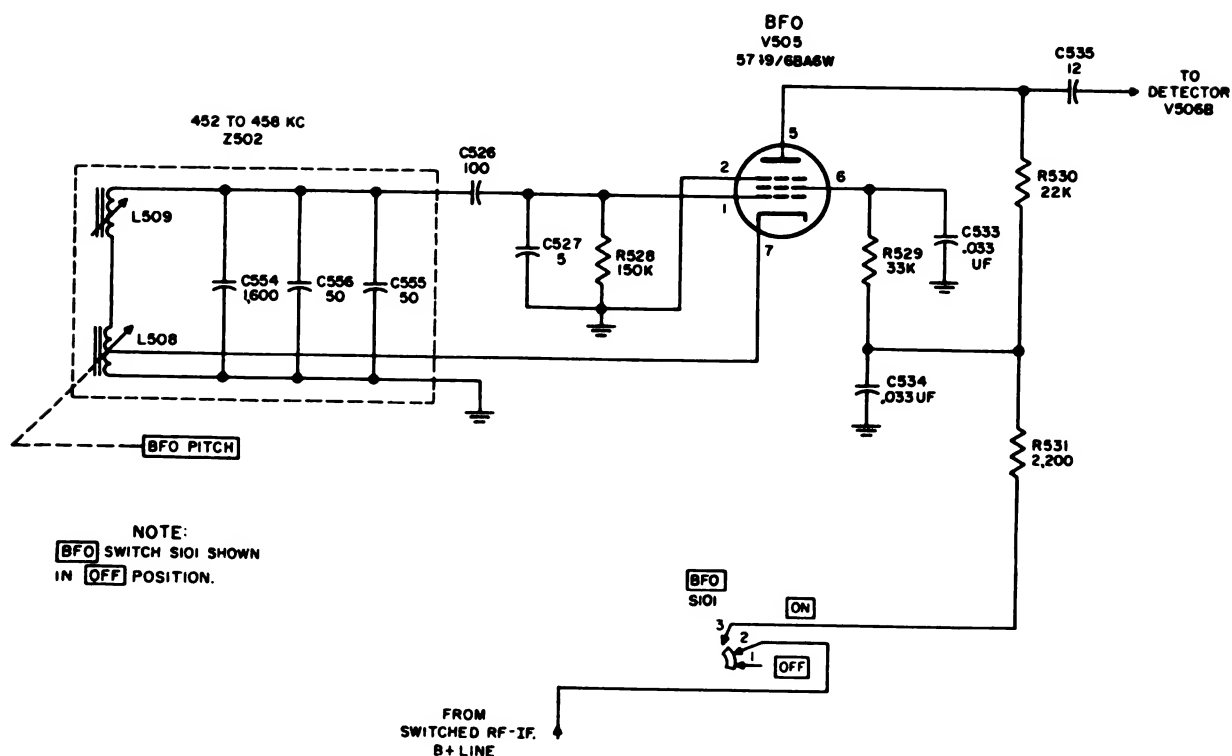 BFO
V505
5749/6BA6W
C535
12
TO
DETECTOR
V506B
452 TO 458 KC
Z502
C526
100
5
2
1
6
7
L509
L508
C554
1,600
C556
50
C555
50
C527
5
R528
150K
R529
33K
C533
.033
UF
R530
22K
C534
.033UF
R531
2,200
BFO PITCH
NOTE:
BFO SWITCH S101 SHOWN
IN OFF POSITION.
BFO
S101
ON
3
2
1
OFF
FROM
SWITCHED RF-IF.
B+ LINE